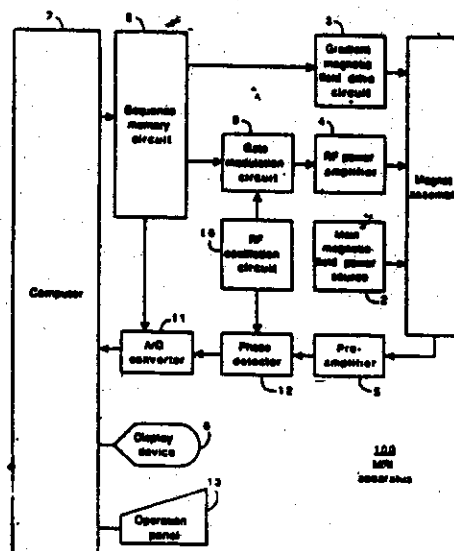 7
8
3
Gradient
magnetic
field drive
circuit
Sequence
memory
circuit
9
Gate
modulation
circuit
4
RF power
amplifier
Magnet
assembly
10
RF
oscillation
circuit
Main
magnetic-
field power
source
2
Computer
11
A/D
converter
Phase
detector
12
Pre-
amplifier
5
Display
device
6
100
MRI
apparatus
13
Operation
panel